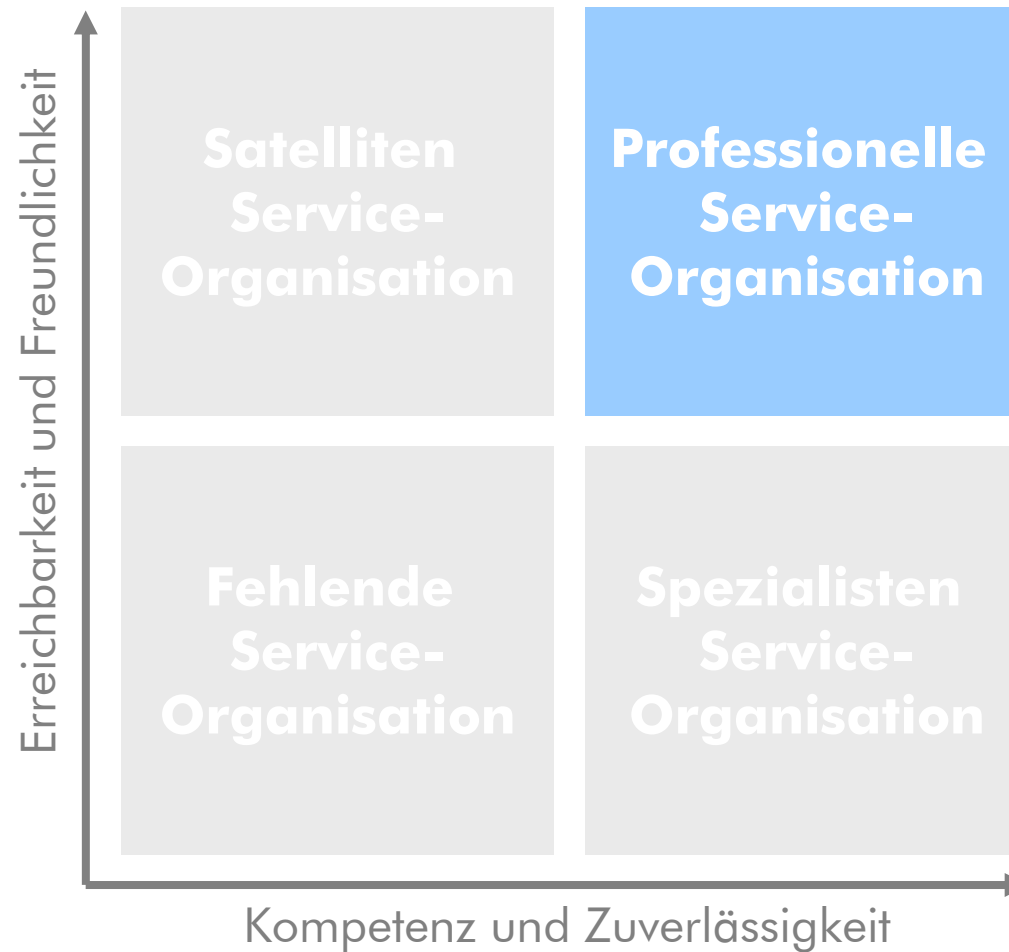 Erreichbarkeit und Freundlichkeit
Satelliten
Service-
Organisation
Professionelle
Service-
Organisation
Fehlende
Service-
Organisation
Spezialisten
Service-
Organisation
Kompetenz und Zuverlässigkeit